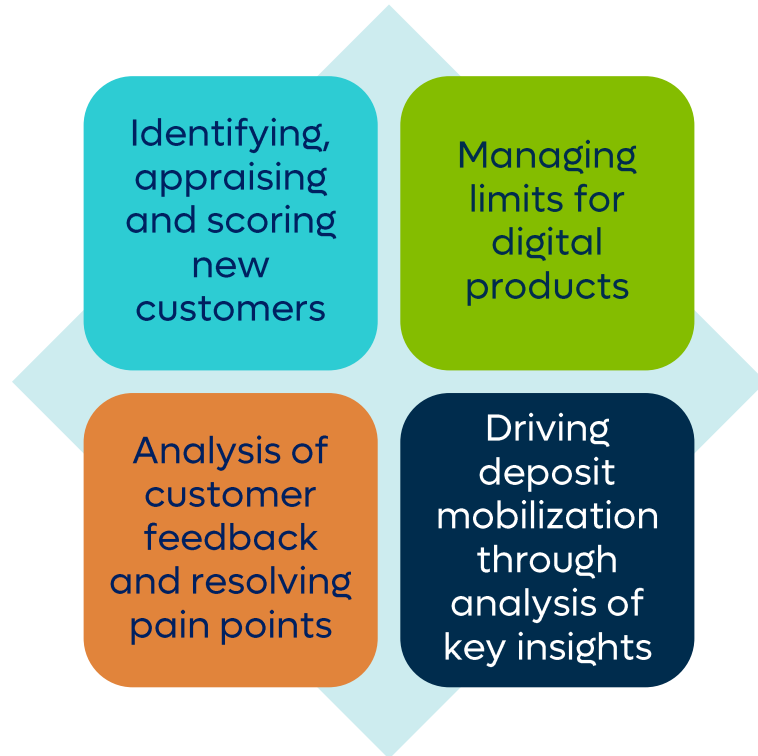 Identifying,
appraising
and scoring
new
customers
Managing
limits for
digital
products
Analysis of
customer
feedback
and resolving
pain points
Driving
deposit
mobilization
through
analysis of
key insights